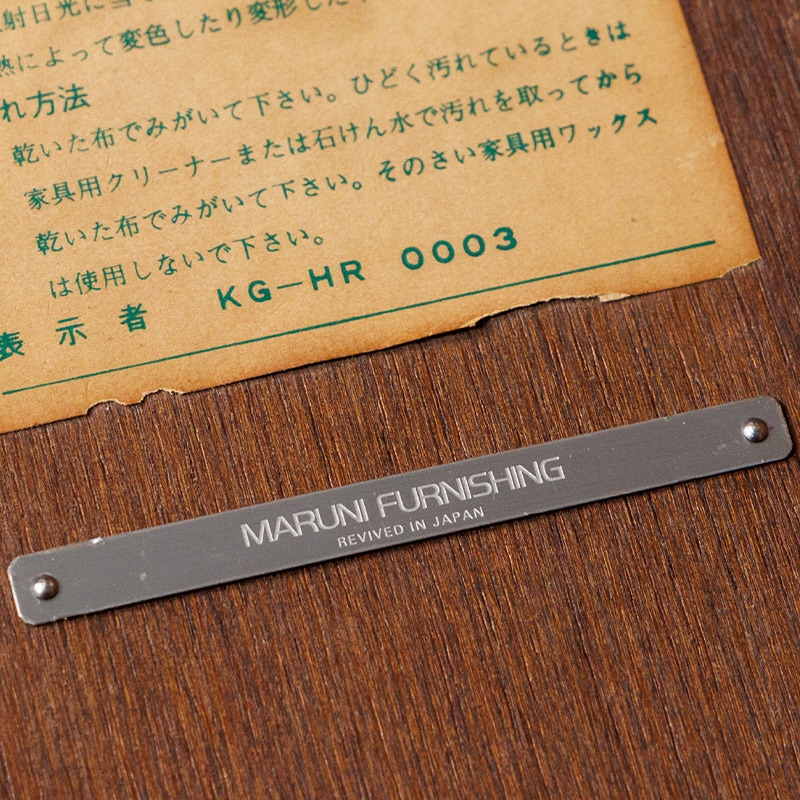 射日光に当
熱によって変色したり変形した
れ方法
乾いた布でみがいて下さい。ひどく汚れているときは
家具用クリーナーまたは石けん水で汚れを取ってから
乾いた布でみがいて下さい。そのさい家具用ワックス
は使用しないで下さい。
表示者 KG-HR 0003
MARUNI FURNISHING
REVIVED IN JAPAN